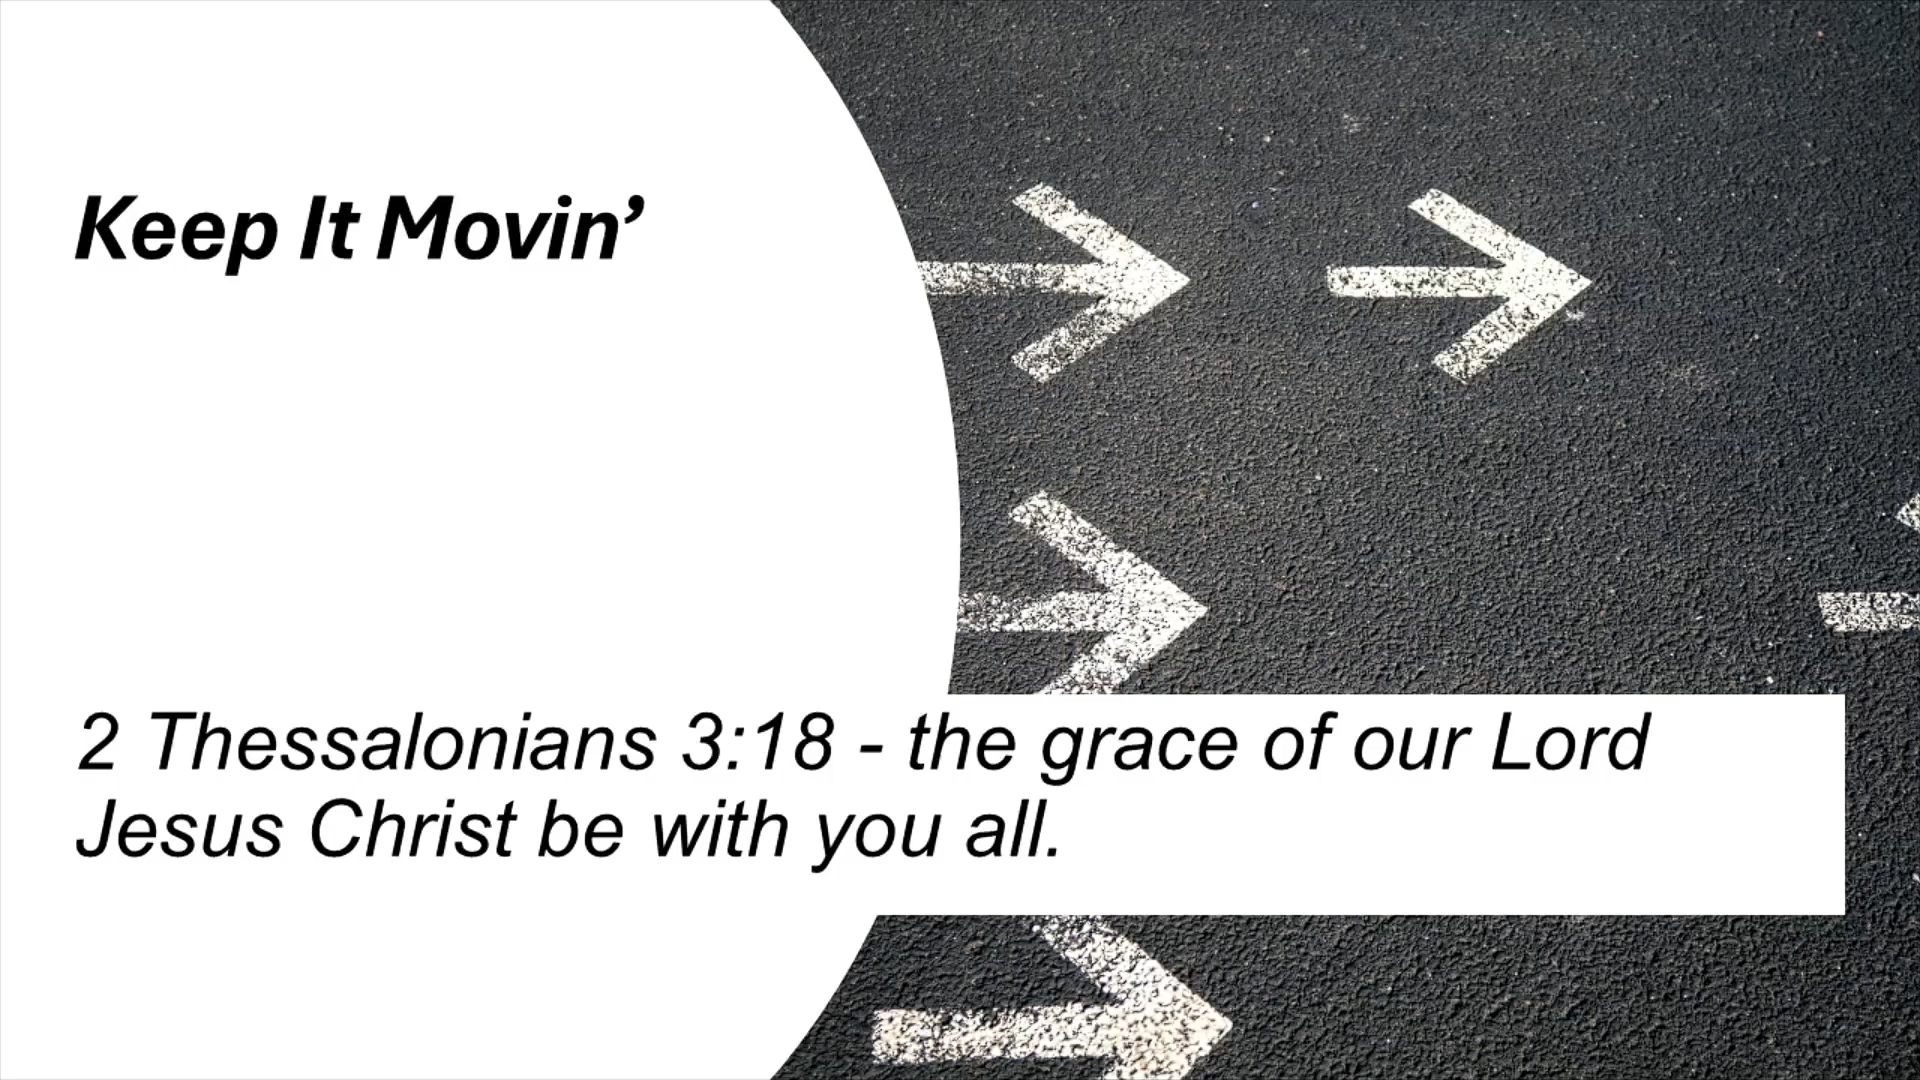 Keep It Movin’
2 Thessalonians 3:18 - the grace of our Lord
Jesus Christ be with you all.